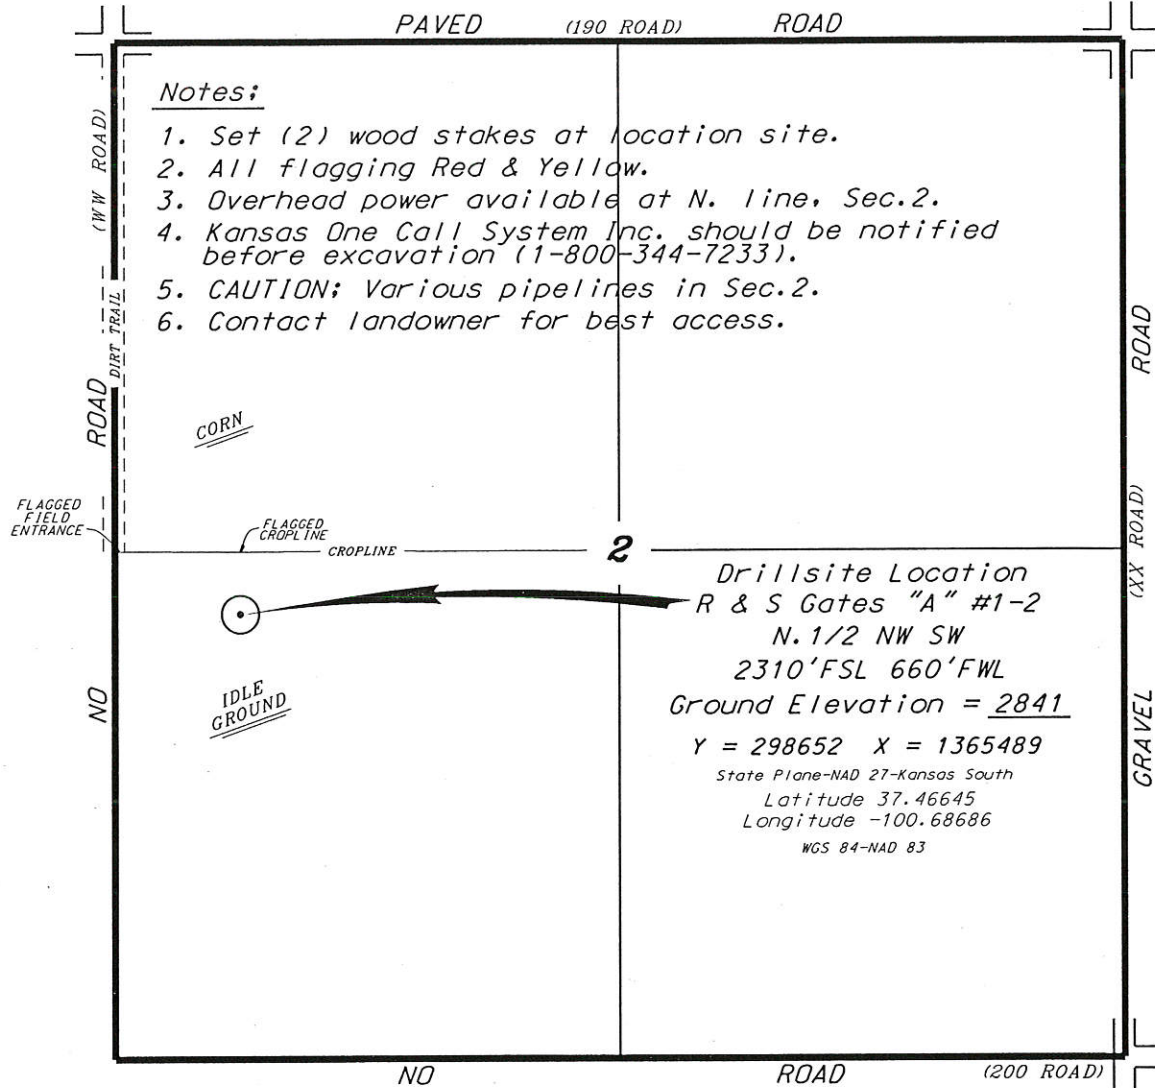 PAVED (190 ROAD) ROAD
Notes:
1. Set (2) wood stakes at location site.
2. All flagging Red & Yellow.
3. Overhead power available at N. line, Sec.2.
4. Kansas One Call System Inc. should be notified
before excavation (1-800-344-7233).
5. CAUTION: Various pipelines in Sec.2.
6. Contact landowner for best access.
(WW ROAD)
DIRT TRAIL
ROAD
NO
ROAD
(XX ROAD)
GRAVEL
CORN
FLAGGED
FIELD
ENTRANCE
FLAGGED
CROPLINE
CROPLINE
2
Drillsite Location
R & S Gates "A" #1-2
N.1/2 NW SW
2310'FSL 660'FWL
Ground Elevation = 2841
Y = 298652 X = 1365489
State Plane-NAD 27-Kansas South
Latitude 37.46645
Longitude -100.68686
WGS 84-NAD 83
IDLE
GROUND
NO ROAD (200 ROAD)